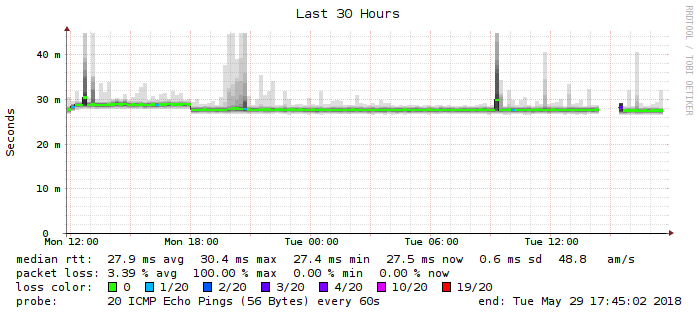 Last 30 Hours
RRDTOOL / TOBI OETIKER
Seconds
40 m
30 m
20 m
10 m
0
Mon 12:00 Mon 18:00 Tue 00:00 Tue 06:00 Tue 12:00
median rtt: 27.9 ms avg 30.4 ms max 27.4 ms min 27.5 ms now 0.6 ms sd 48.8 am/s
packet loss: 3.39 % avg 100.00 % max 0.00 % min 0.00 % now
loss color: 0 1/20 2/20 3/20 4/20 10/20 19/20
probe: 20 ICMP Echo Pings (56 Bytes) every 60s end: Tue May 29 17:45:02 2018